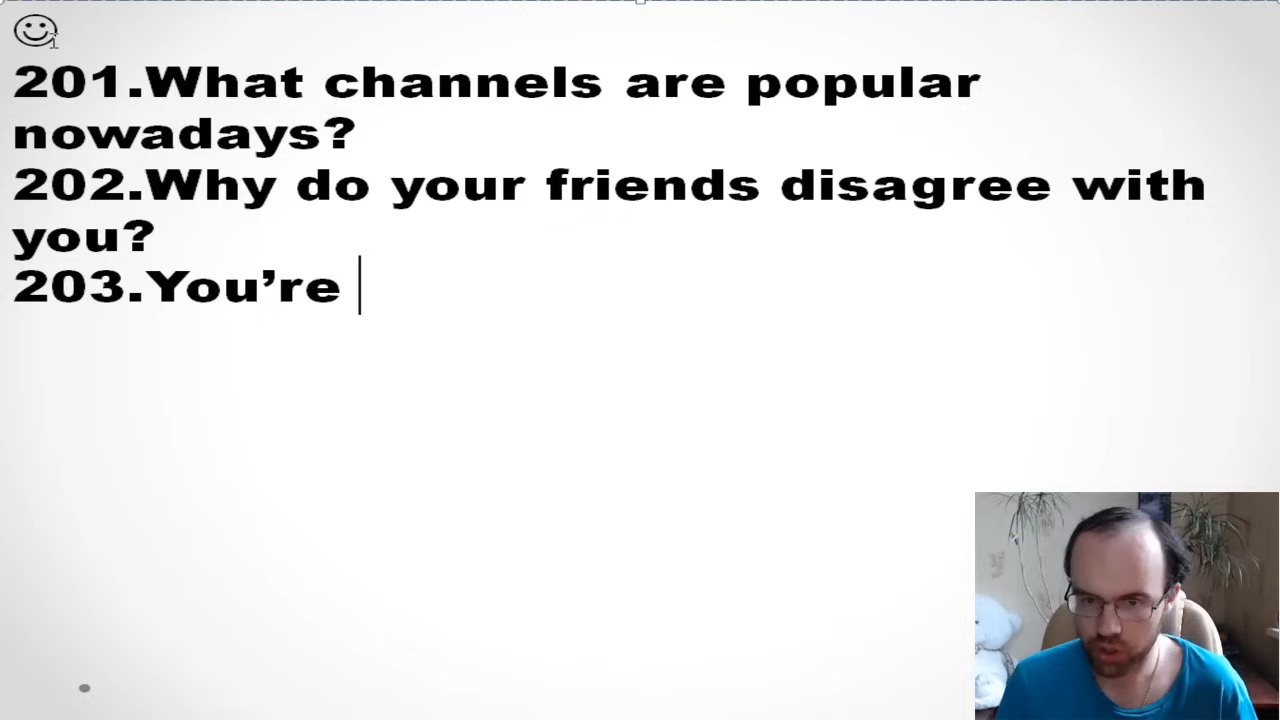 201.What channels are popular
nowadays?
202.Why do your friends disagree with
you?
203.You’re